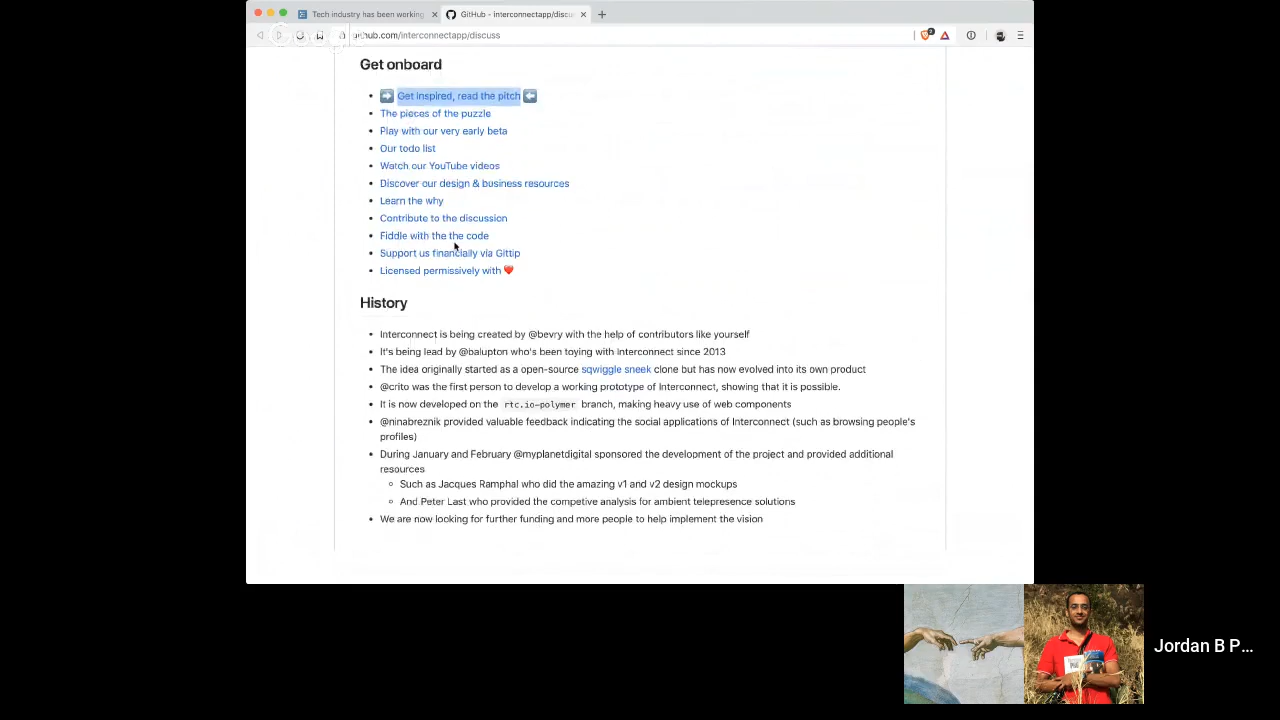 Tech industry has been working
GitHub - interconnectapp/discu
github.com/interconnectapp/discuss
Get onboard
Get inspired, read the pitch
The pieces of the puzzle
Play with our very early beta
Our todo list
Watch our YouTube videos
Discover our design & business resources
Learn the why
Contribute to the discussion
Fiddle with the the code
Support us financially via Gittip
Licensed permissively with ❤️
History
Interconnect is being created by @bevry with the help of contributors like yourself
It's being lead by @balupton who's been toying with Interconnect since 2013
The idea originally started as a open-source sqwiggle sneek clone but has now evolved into its own product
@crito was the first person to develop a working prototype of Interconnect, showing that it is possible.
It is now developed on the rtc.io-polymer branch, making heavy use of web components
@ninabreznik provided valuable feedback indicating the social applications of Interconnect (such as browsing people's
profiles)
During January and February @myplanetdigital sponsored the development of the project and provided additional
resources
Such as Jacques Ramphal who did the amazing v1 and v2 design mockups
And Peter Last who provided the competive analysis for ambient telepresence solutions
We are now looking for further funding and more people to help implement the vision
Jordan B P...